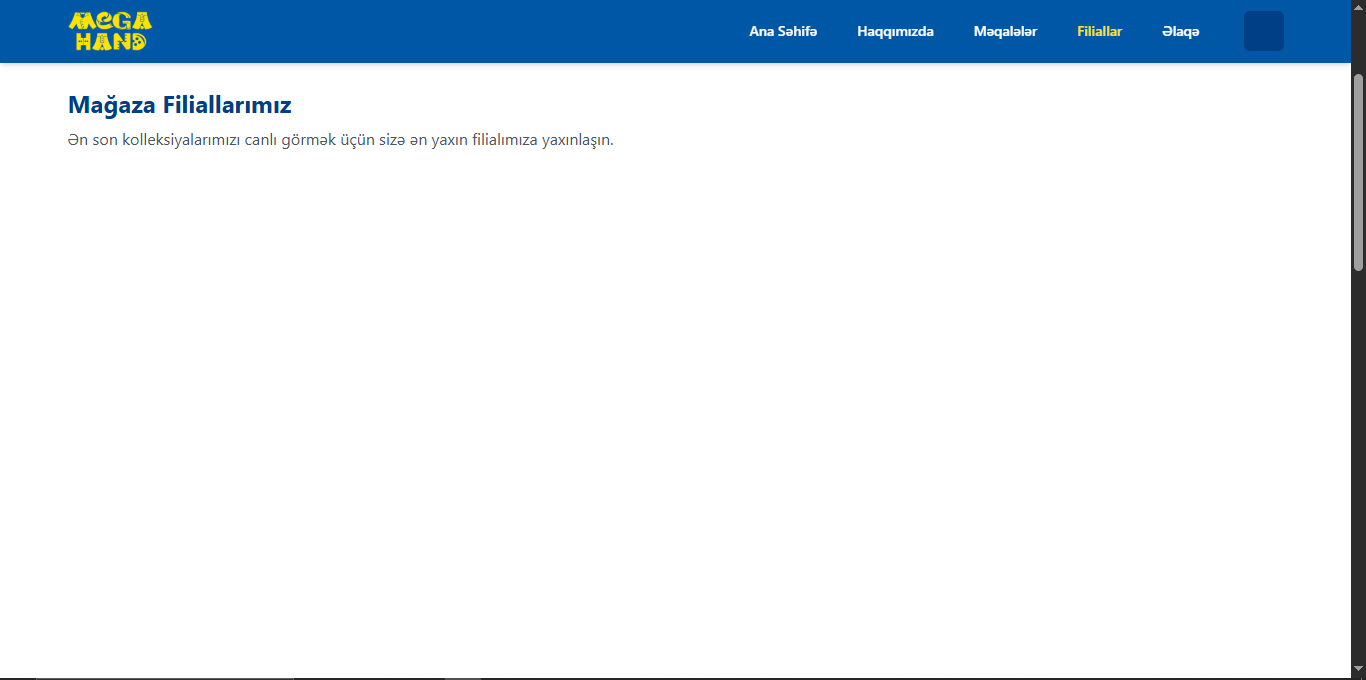 MEGA
HAND
Ana Səhifə
Haqqımızda
Məqalələr
Filiallar
Əlaqə
Mağaza Filiallarımız
Ən son kolleksiyalarımızı canlı görmək üçün sizə ən yaxın filialımıza yaxınlaşın.